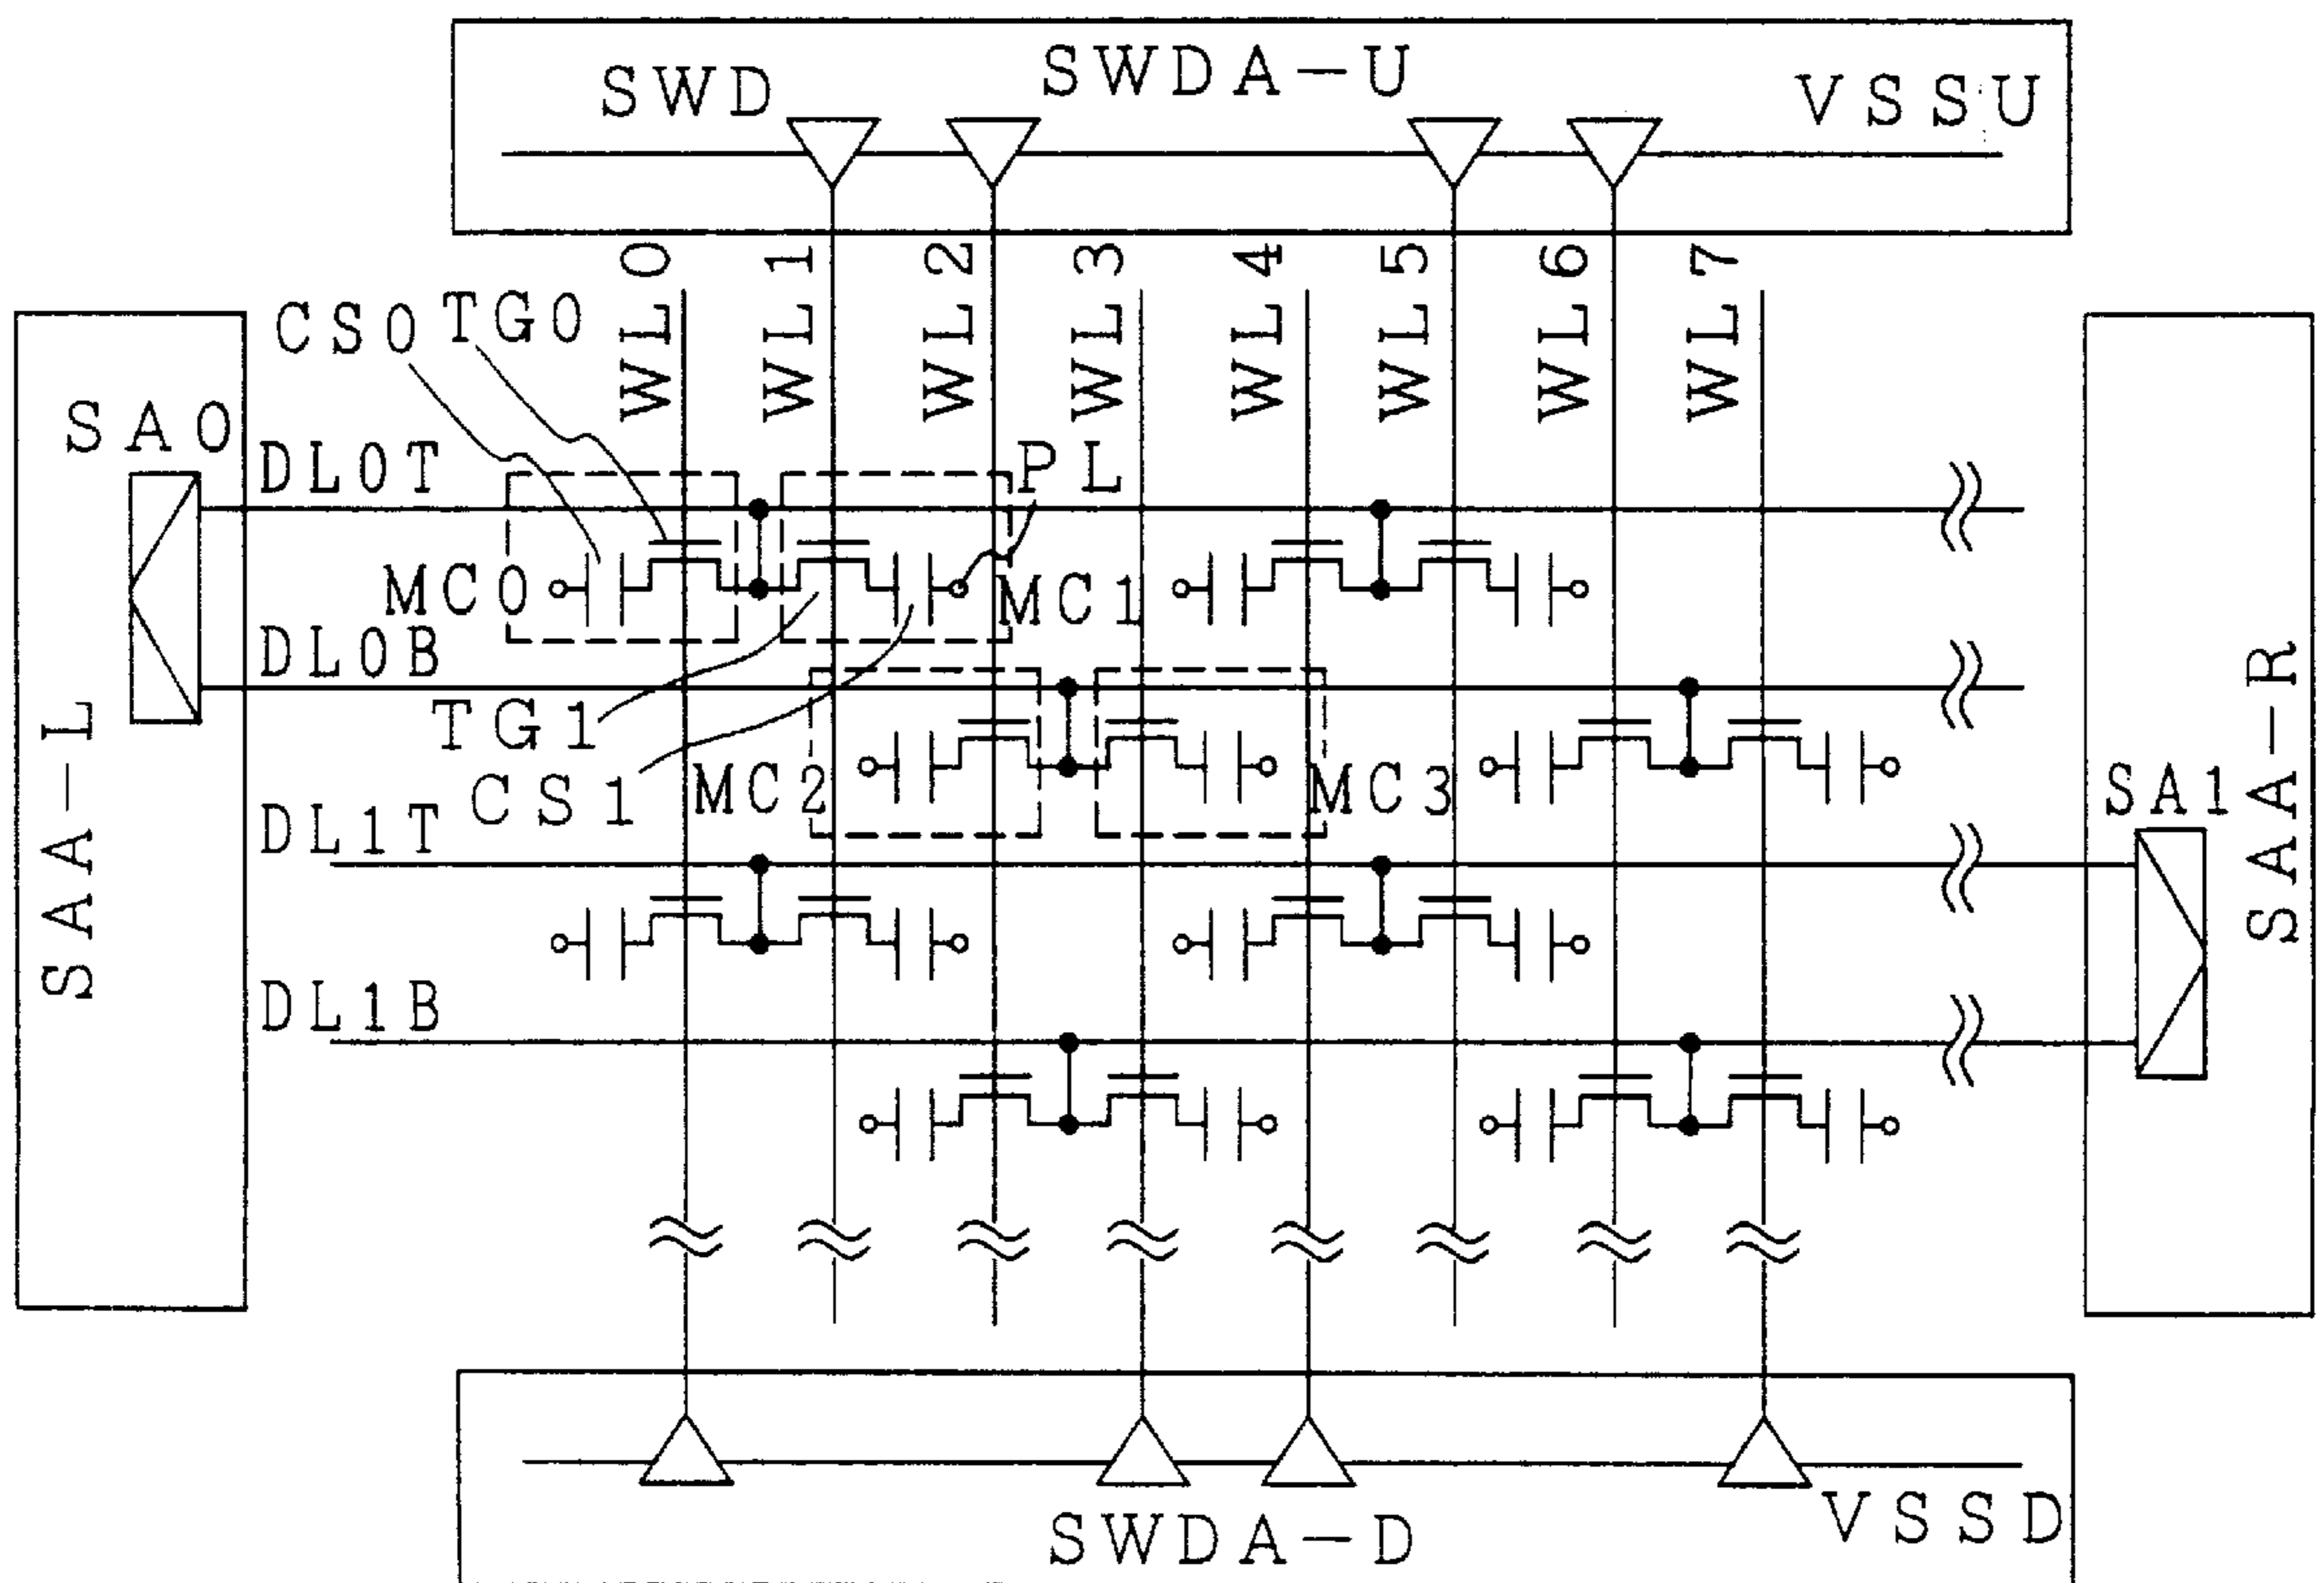 SWD
SWDA-U
VSSU
WL0
WL1
WL2
WL3
WL4
WL5
WL6
WL7
CS0
TG0
SA0
DL0T
PL
MC0
MC1
DL0B
TG1
CS1
MC2
MC3
SAA-L
SAA-R
SA1
DL1T
DL1B
VSSD
SWDA-D